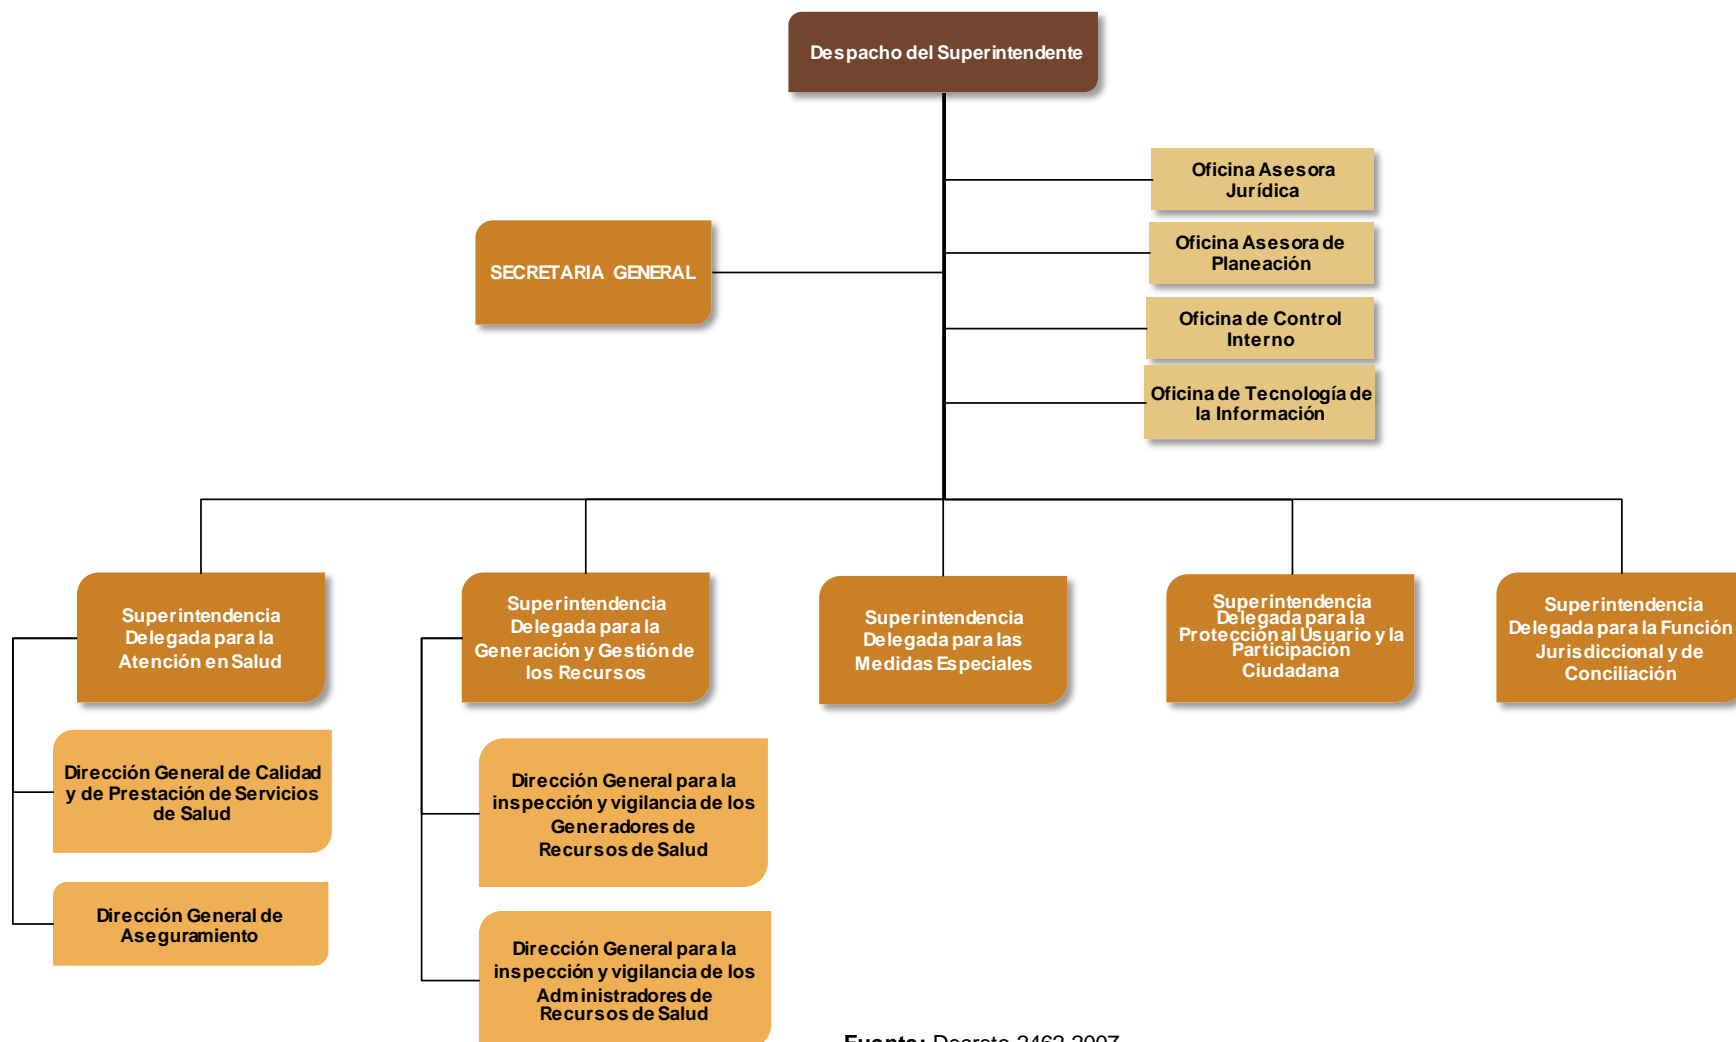 Despacho del Superintendente
Oficina Asesora
Jurídica
Oficina Asesora de
Planeación
SECRETARIA GENERAL
Oficina de Control
Interno
Oficina de Tecnología de
la Información
Superintendencia
Delegada para la
Atención en Salud
Superintendencia
Delegada para la
Generación y Gestión de
los Recursos
Superintendencia
Delegada para las
Medidas Especiales
Superintendencia
Delegada para la
Protección al Usuario y la
Participación
Ciudadana
Superintendencia
Delegada para la Función
Jurisdiccional y de
Conciliación
Dirección General de Calidad
y de Prestación de Servicios
de Salud
Dirección General para la
inspección y vigilancia de los
Generadores de
Recursos de Salud
Dirección General de
Aseguramiento
Dirección General para la
inspección y vigilancia de los
Administradores de
Recursos de Salud
Fuente: Decreto 2462 2007